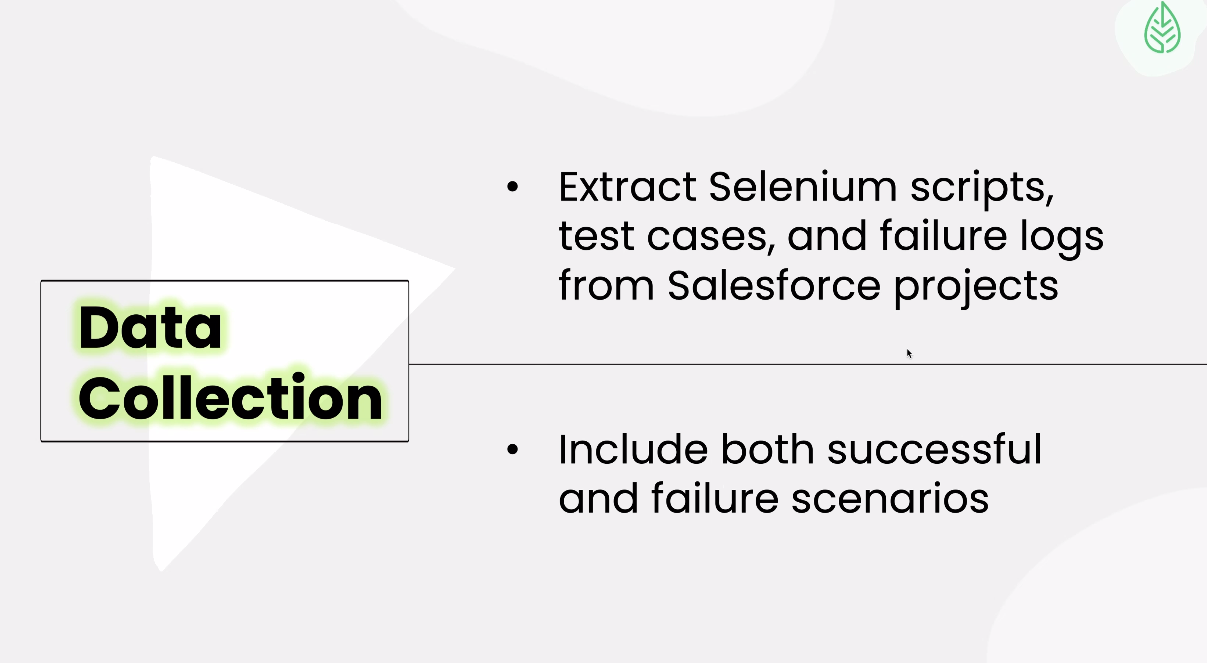 Data
Collection
• Extract Selenium scripts,
test cases, and failure logs
from Salesforce projects
• Include both successful
and failure scenarios